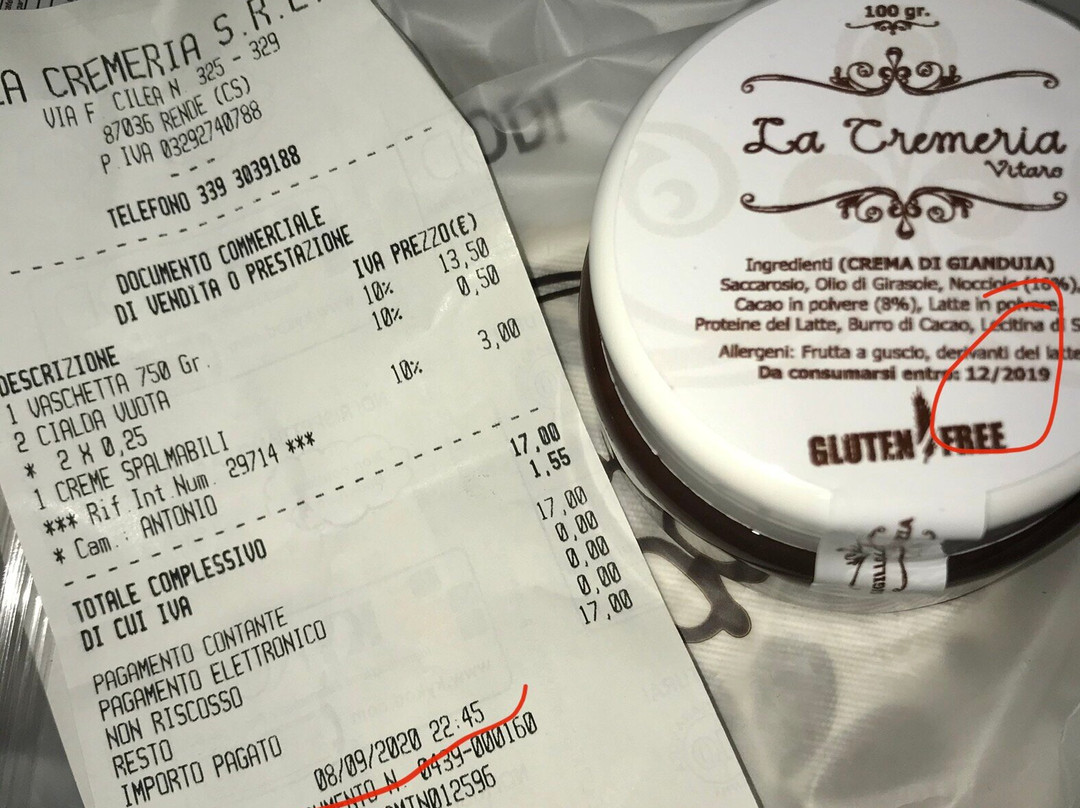 LA CREMERIA S.R.L.
VIA F. CILEA N. 325 - 329
87036 RENDE (CS)
P.IVA 03292740788
TELEFONO 339 3039188
DOCUMENTO COMMERCIALE
DI VENDITA O PRESTAZIONE
DESCRIZIONE IVA PREZZO(€)
1 VASCHETTA 750 Gr. 10% 13,50
2 CIALDA VUOTA 10% 0,50
* 2 X 0,25
1 CREME SPALMABILI 10% 3,00
*** Rif.Int.Num. 29714 ***
* Cam.: ANTONIO
TOTALE COMPLESSIVO 17,00
DI CUI IVA 1,55
PAGAMENTO CONTANTE 17,00
PAGAMENTO ELETTRONICO 0,00
NON RISCOSSO 0,00
RESTO 0,00
IMPORTO PAGATO 17,00
08/09/2020 22:45
N. 0439-000160
100 gr.
La Cremeria
Vitaro
Ingredienti (CREMA DI GIANDUIA)
Saccarosio, Olio di Girasole, Nocciole (16%),
Cacao in polvere (8%), Latte in polvere,
Proteine del Latte, Burro di Cacao, Lecitina di S
Allergeni: Frutta a guscio, derivanti del latte
Da consumarsi entro: 12/2019
GLUTEN FREE